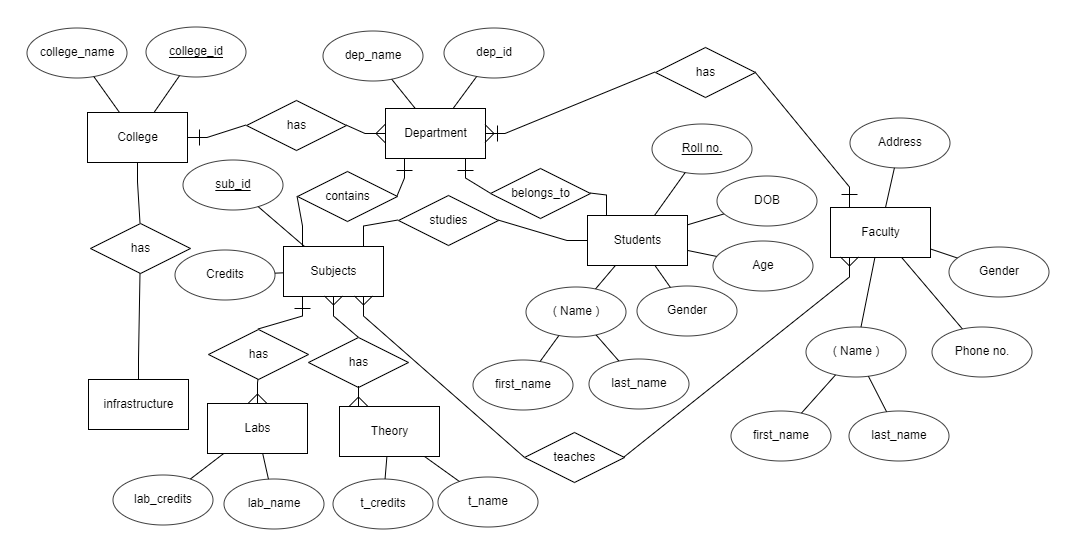 college_name
college_id
dep_name
dep_id
has
College
has
Department
Roll no.
Address
sub_id
contains
belongs_to
DOB
studies
Students
Faculty
has
Subjects
Credits
Age
Gender
( Name )
Gender
has
has
( Name )
Phone no.
first_name
last_name
infrastructure
Labs
Theory
first_name
last_name
teaches
lab_credits
lab_name
t_credits
t_name